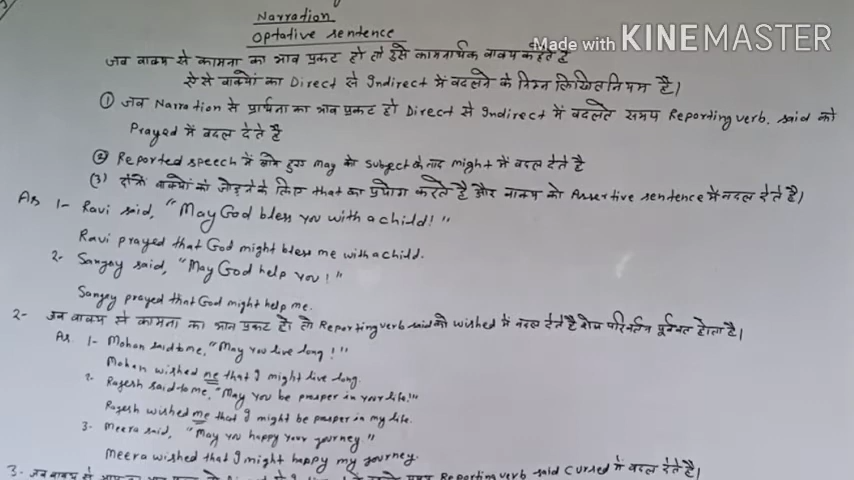 Narration
Optative sentence
Made with KINEMASTER
जब वाक्य से कामना का भाव प्रकट हो तो उसे कामनार्थक वाक्य कहते है
ऐसे वाक्यों का Direct से Indirect में बदलने के निम्न लिखित नियम है।
① जब Narration से प्रार्थना का भाव प्रकट हो Direct से Indirect में बदलते समय Reporting verb. said को
Prayed में बदल देते है
② Reported speech में आये हुए may को subject के बाद might में बदल देते है
(3) दोनों वाक्यों को जोड़ने के लिए that का प्रयोग करते है और वाक्य को Assertive sentence में बदल देते है।
As 1- Ravi said, "May God bless you with a child!"
Ravi prayed that God might bless me with a child.
2- Sanjay said, "May God help you!"
Sanjay prayed that God might help me.
2- जब वाक्य से कामना का भाव प्रकट हो तो Reporting verb said को wished में बदल देते है शेष परिवर्तन पूर्ववत होता है।
As. 1- Mohan said to me, "May you live long!"
Mohan wished me that I might live long.
2- Rajesh said to me, "May you be prosper in your life!"
Rajesh wished me that I might be prosper in my life.
3- Meera said, "May you happy your journey"
Meera wished that I might happy my journey.
3- जब वाक्य से का भाव Reporting verb said cursed में बदल देते है।